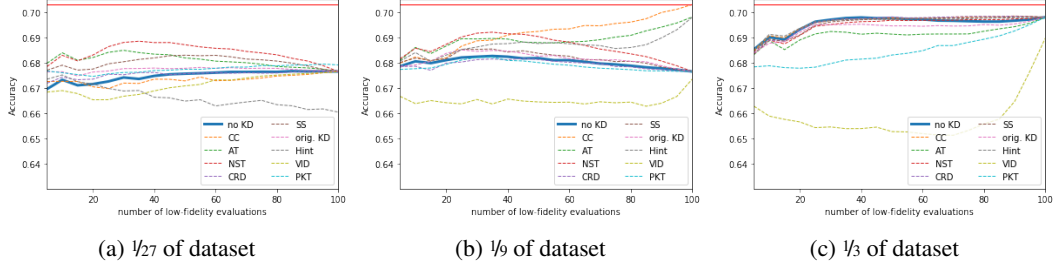 Accuracy
0.70
0.69
0.68
0.67
0.66
0.65
0.64
no KD
CC
AT
NST
CRD
SS
orig. KD
Hint
VID
PKT
20 40 60 80 100
number of low-fidelity evaluations
(a) 1/27 of dataset
Accuracy
0.70
0.69
0.68
0.67
0.66
0.65
0.64
no KD
CC
AT
NST
CRD
SS
orig. KD
Hint
VID
PKT
20 40 60 80 100
number of low-fidelity evaluations
(b) 1/9 of dataset
Accuracy
0.70
0.69
0.68
0.67
0.66
0.65
0.64
no KD
CC
AT
NST
CRD
SS
orig. KD
Hint
VID
PKT
20 40 60 80 100
number of low-fidelity evaluations
(c) 1/3 of dataset